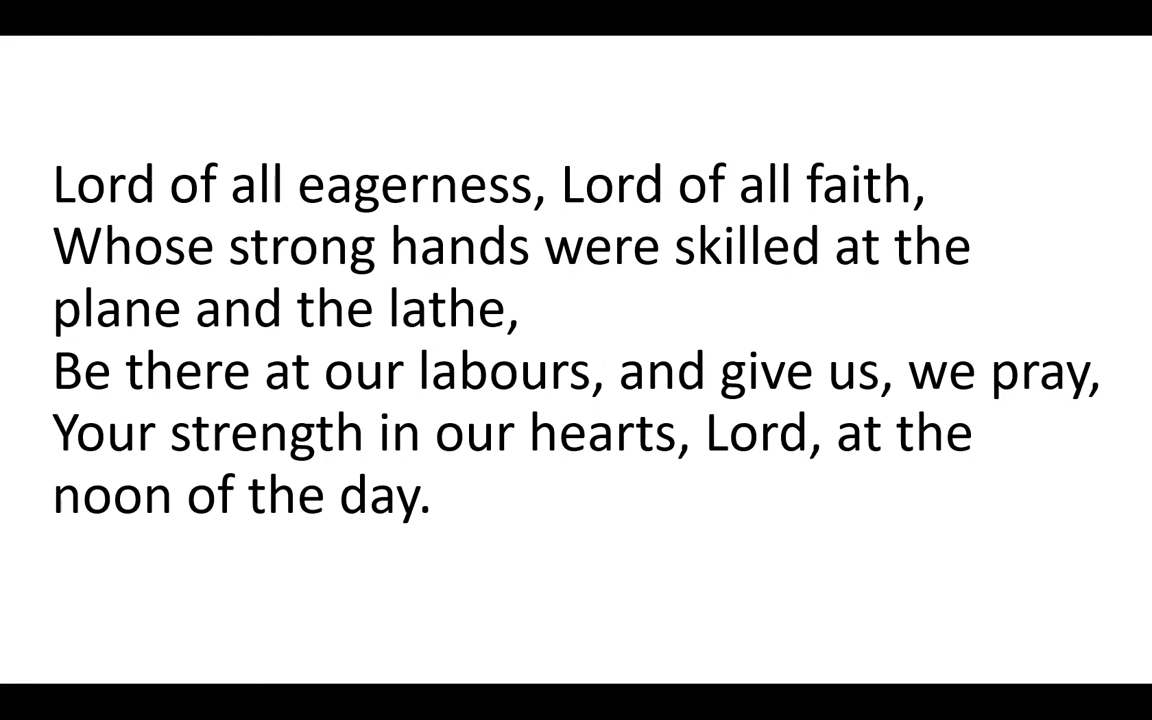 Lord of all eagerness, Lord of all faith,
Whose strong hands were skilled at the
plane and the lathe,
Be there at our labours, and give us, we pray,
Your strength in our hearts, Lord, at the
noon of the day.